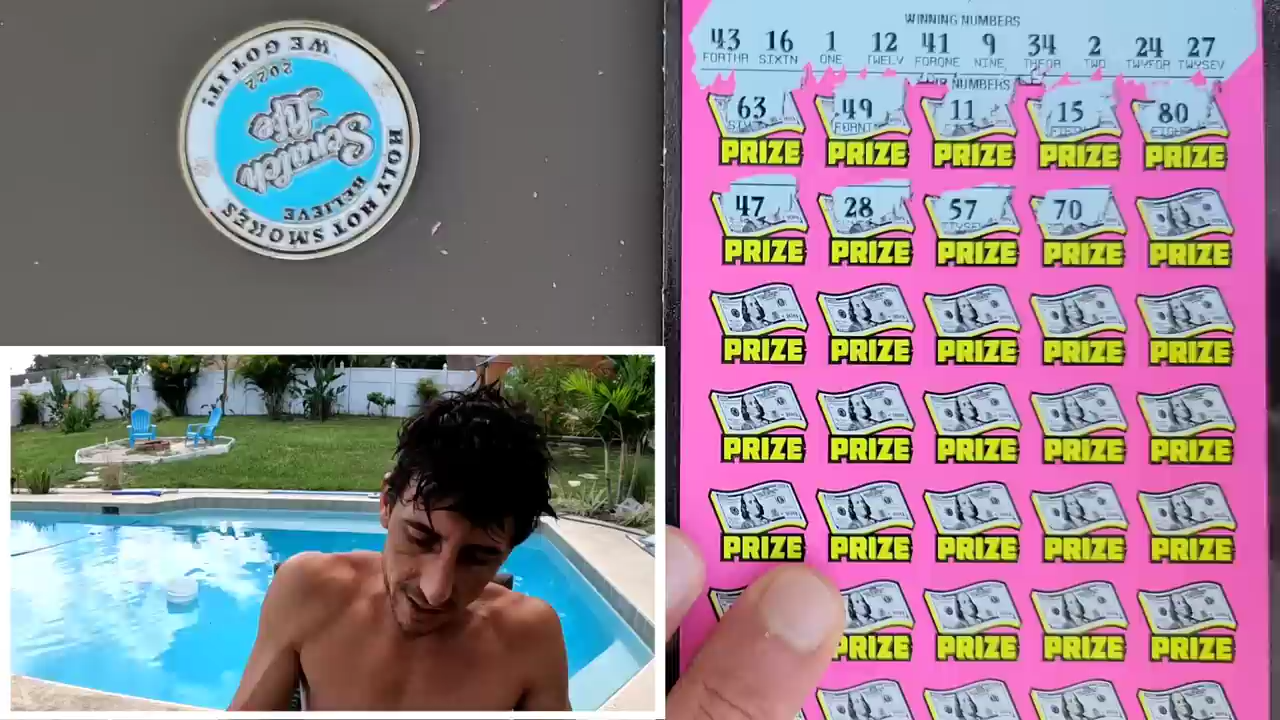 WE GOT IT!
2022
Scratch
Life
BELIEVE
HOLY HOT SMOKES
WINNING NUMBERS
43 16 1 12 41 9 34 2 24 27
FORTHR SIXTN ONE TWELV FORONE NINE THFOR TWO TWYFOR TWYSEV
NUMBERS
63 49 11 15 80
PRIZE PRIZE PRIZE PRIZE PRIZE
47 28 57 70
PRIZE PRIZE PRIZE PRIZE PRIZE
PRIZE PRIZE PRIZE PRIZE PRIZE
PRIZE PRIZE PRIZE PRIZE PRIZE
PRIZE PRIZE PRIZE PRIZE PRIZE
PRIZE PRIZE PRIZE PRIZE